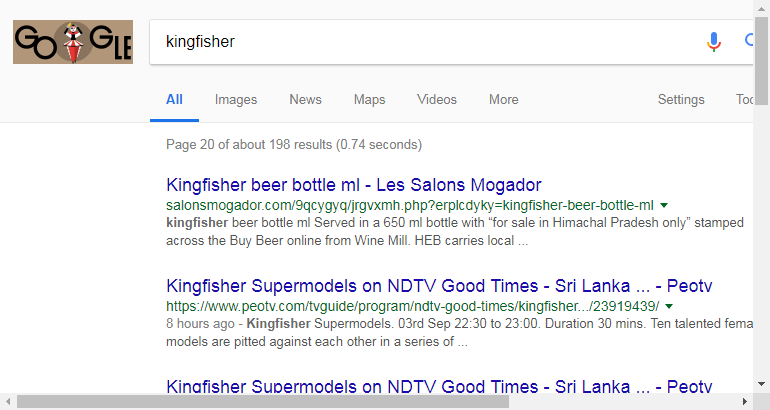 GOOGLE
kingfisher
All Images News Maps Videos More Settings
Page 20 of about 198 results (0.74 seconds)
Kingfisher beer bottle ml - Les Salons Mogador
salonsmogador.com/9qcygyq/jrgvxmh.php?erplcdyky=kingfisher-beer-bottle-ml
kingfisher beer bottle ml Served in a 650 ml bottle with “for sale in Himachal Pradesh only” stamped
across the Buy Beer online from Wine Mill. HEB carries local ...
Kingfisher Supermodels on NDTV Good Times - Sri Lanka ... - Peotv
https://www.peotv.com/tvguide/program/ndtv-good-times/kingfisher.../23919439/
8 hours ago - Kingfisher Supermodels. 03rd Sep 22:30 to 23:00. Duration 30 mins. Ten talented
models are pitted against each other in a series of ...
Kingfisher Supermodels on NDTV Good Times - Sri Lanka ... - Peotv